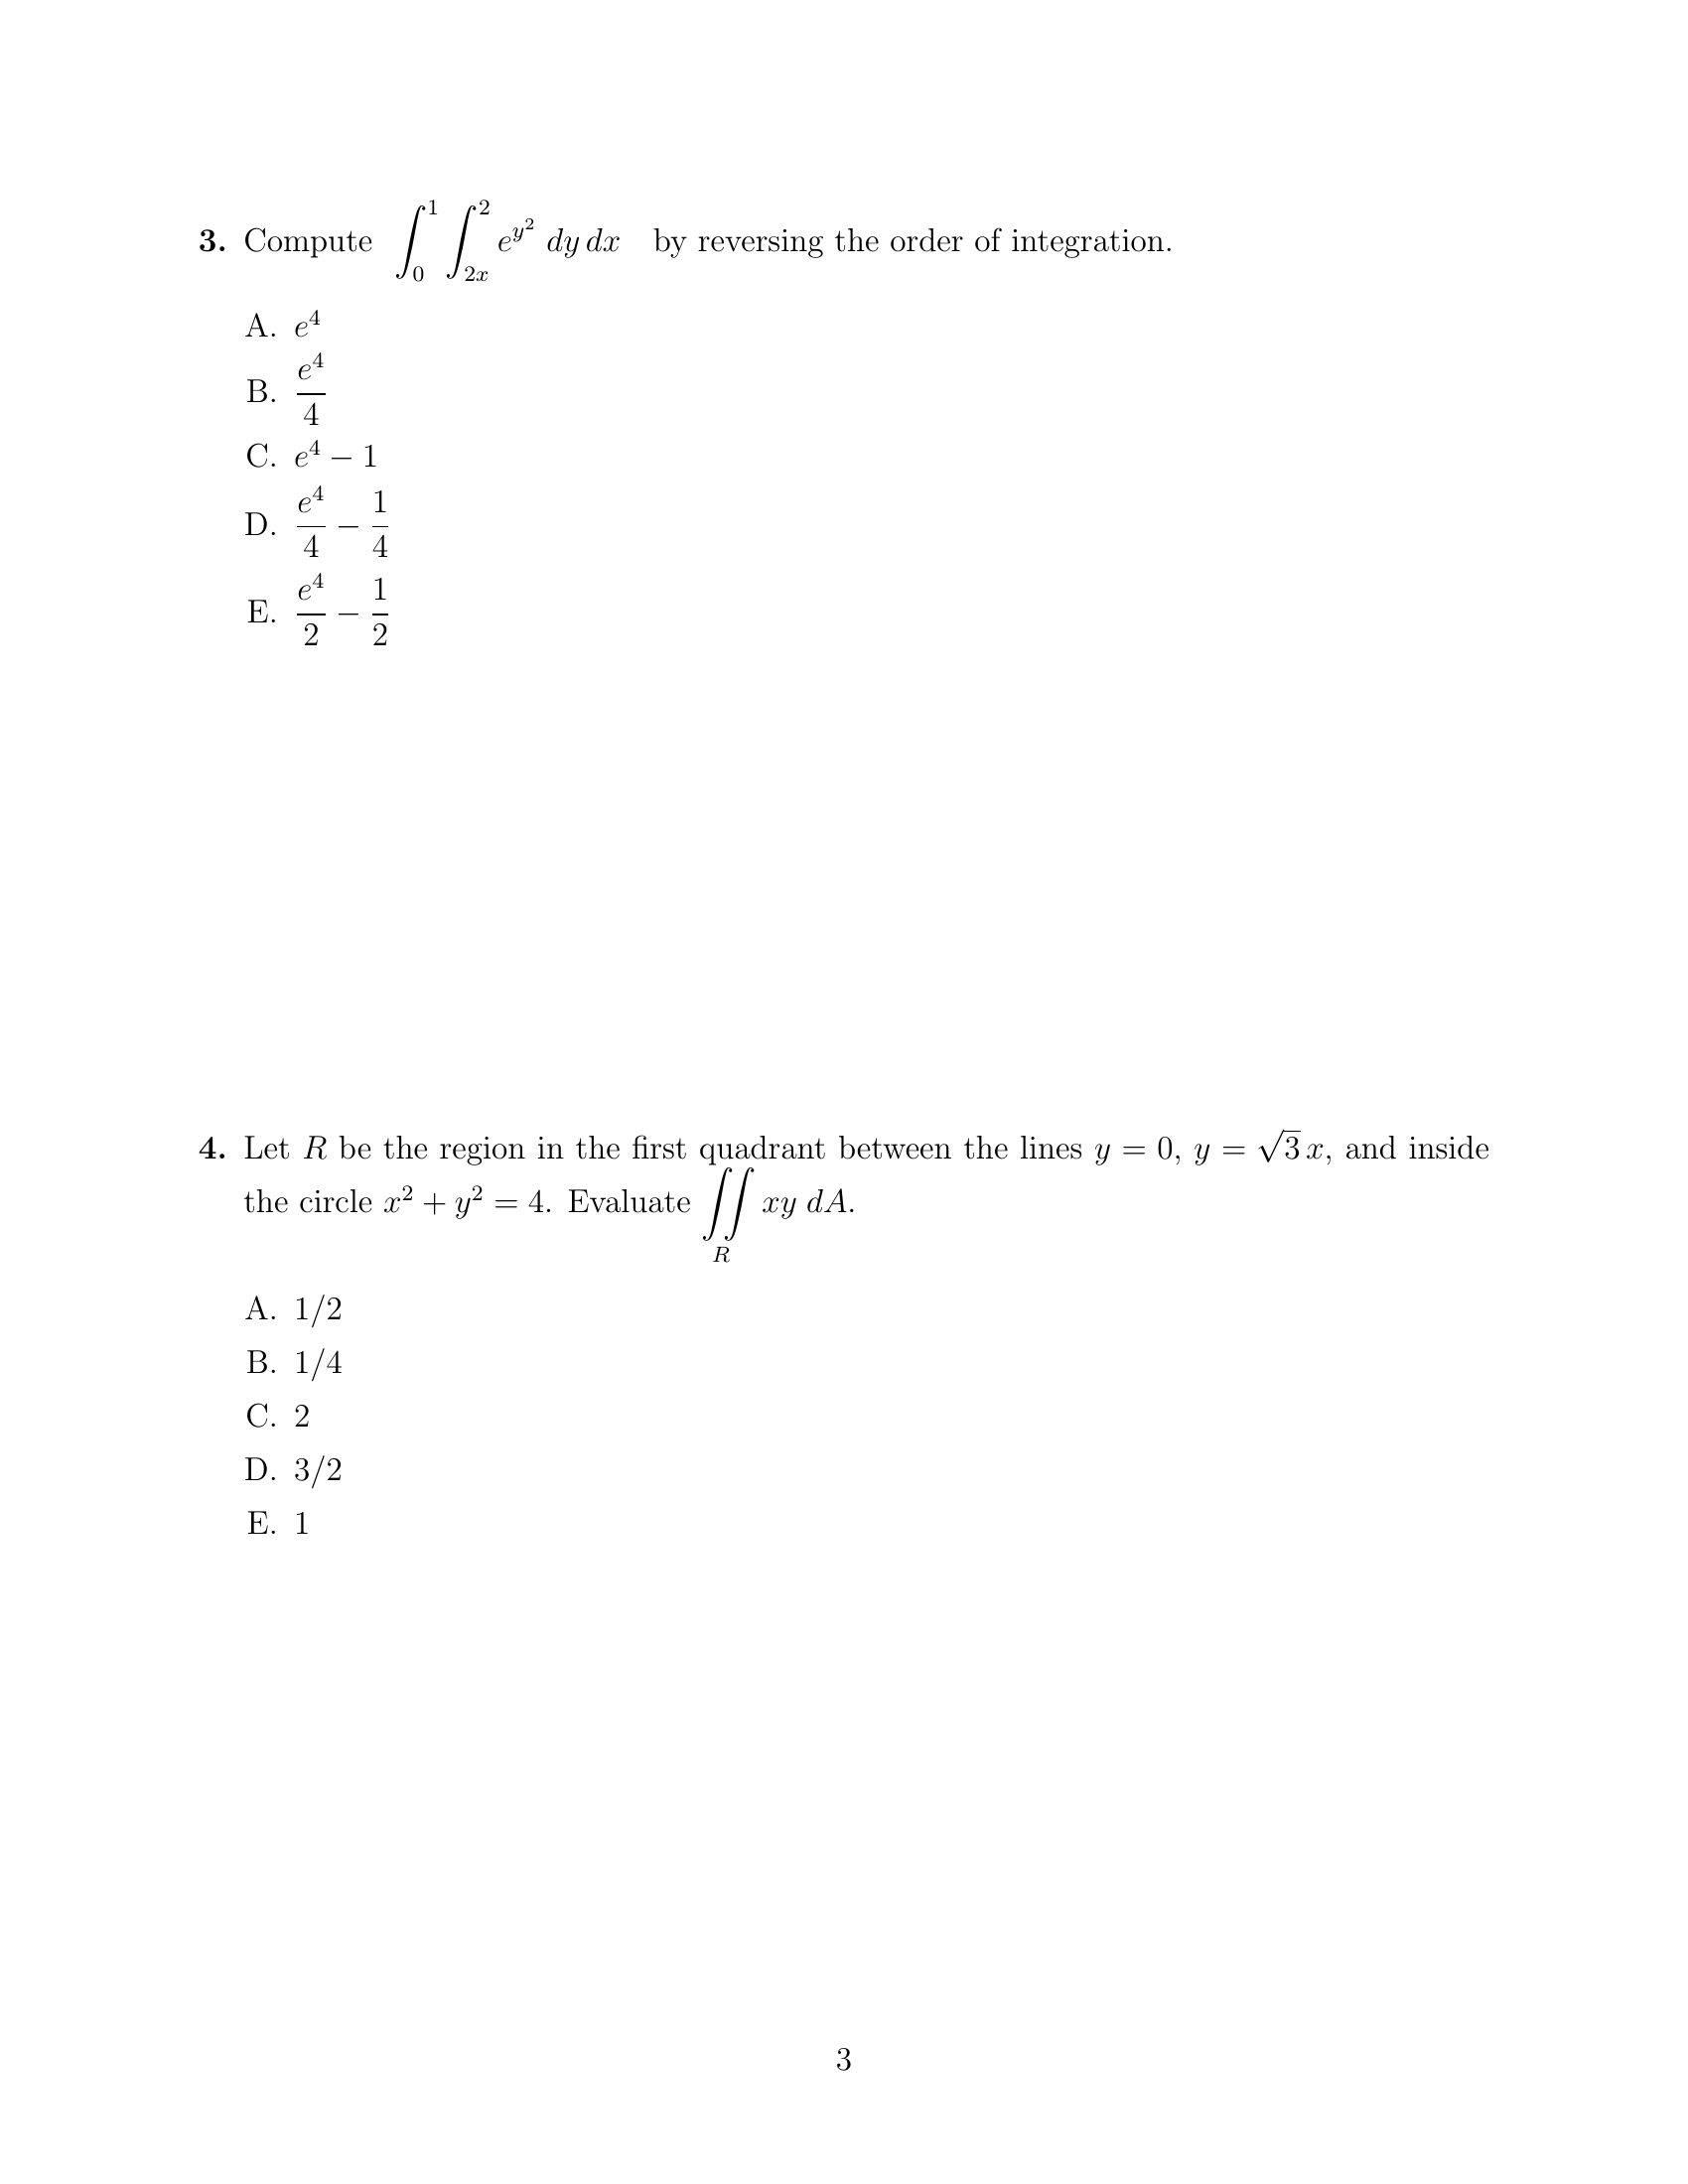 3. Compute $\int_0^1 \int_{2x}^2 e^{y^2} \, dy \, dx$ by reversing the order of integration.
A. $e^4$
B. $\frac{e^4}{4}$
C. $e^4 - 1$
D. $\frac{e^4}{4} - \frac{1}{4}$
E. $\frac{e^4}{2} - \frac{1}{2}$
4. Let $R$ be the region in the first quadrant between the lines $y = 0$, $y = \sqrt{3}\,x$, and inside
the circle $x^2 + y^2 = 4$. Evaluate $\iint\limits_R xy \, dA$.
A. 1/2
B. 1/4
C. 2
D. 3/2
E. 1
3